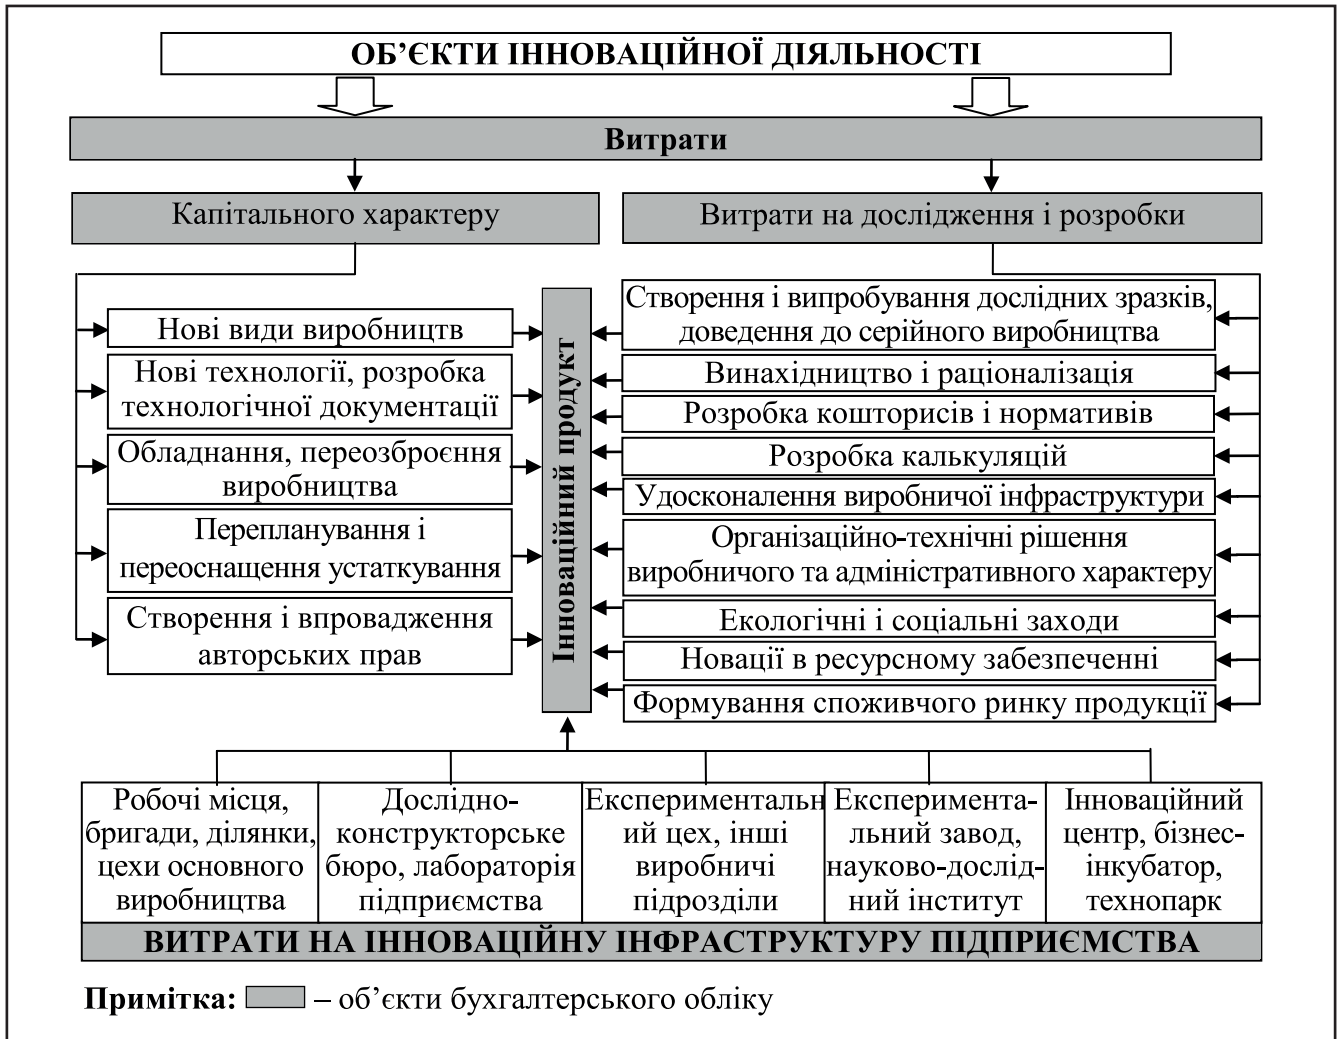 ОБ’ЄКТИ ІННОВАЦІЙНОЇ ДІЯЛЬНОСТІ
Витрати
Капітального характеру
Витрати на дослідження і розробки
Нові види виробництв
Нові технології, розробка
технологічної документації
Обладнання, переозброєння
виробництва
Перепланування і
переоснащення устаткування
Створення і впровадження
авторських прав
Інноваційний продукт
Створення і випробування дослідних зразків,
доведення до серійного виробництва
Винахідництво і раціоналізація
Розробка кошторисів і нормативів
Розробка калькуляцій
Удосконалення виробничої інфраструктури
Організаційно-технічні рішення
виробничого та адміністративного характеру
Екологічні і соціальні заходи
Новації в ресурсному забезпеченні
Формування споживчого ринку продукції
Робочі місця,
бригади, ділянки,
цехи основного
виробництва
Дослідно-
конструкторське
бюро, лабораторія
підприємства
Експериментальн
ий цех, інші
виробничі
підрозділи
Експеримента-
льний завод,
науково-дослід-
ний інститут
Інноваційний
центр, бізнес-
інкубатор,
технопарк
ВИТРАТИ НА ІННОВАЦІЙНУ ІНФРАСТРУКТУРУ ПІДПРИЄМСТВА
Примітка: – об’єкти бухгалтерського обліку